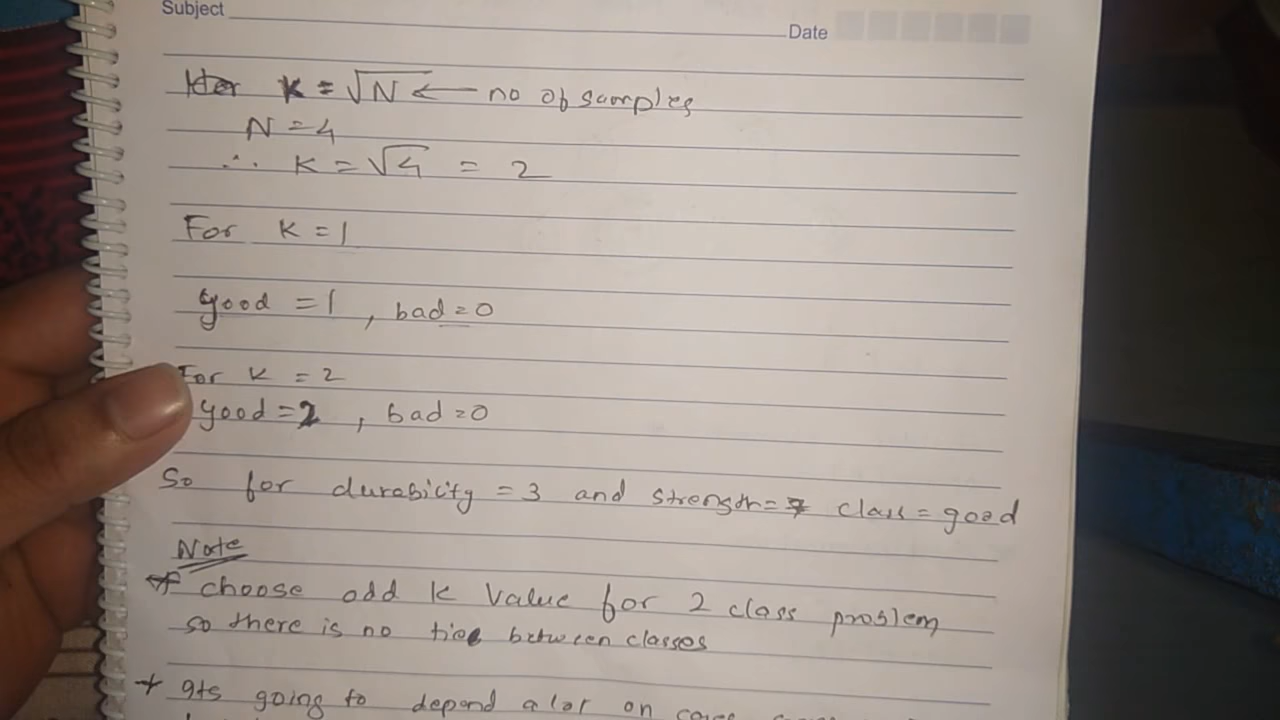 Subject
Date
K = √N ← no of samples
N = 4
∴ K = √4 = 2
For K = 1
good = 1, bad = 0
For K = 2
good = 2, bad = 0
So for durability = 3 and strength = 7 class = good
Note
* choose odd k value for 2 class problem
so there is no tie between classes
* Its going to depend a lot on